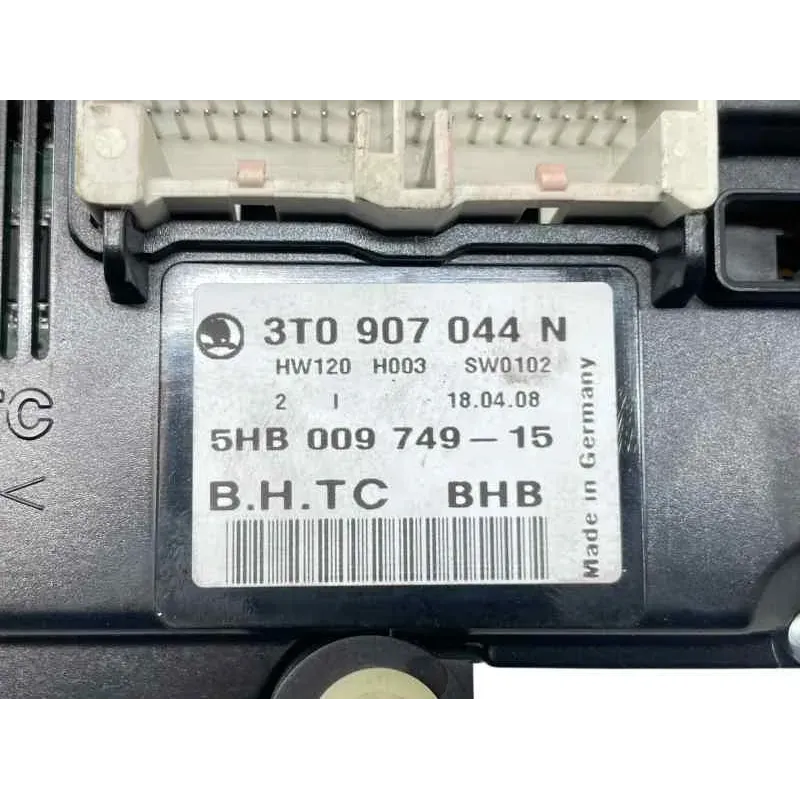 3T0 907 044 N
HW120 H003 SW0102
2 I 18.04.08
5HB 009 749-15
B.H.TC BHB
Made in Germany
TC